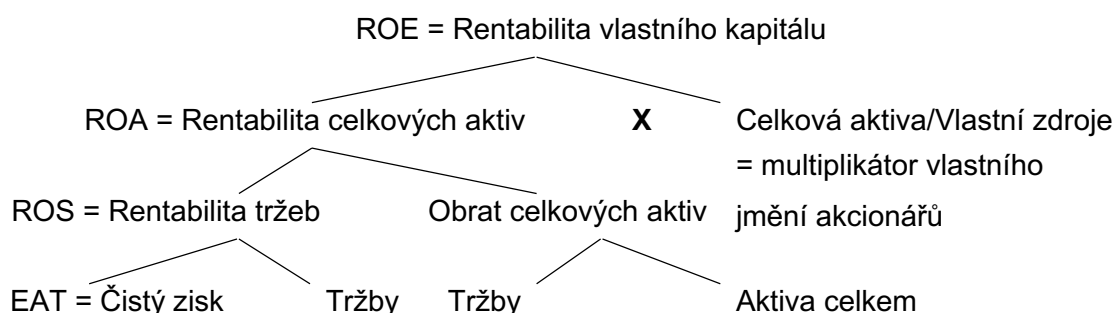 ROE = Rentabilita vlastního kapitálu
ROA = Rentabilita celkových aktiv X Celková aktiva/Vlastní zdroje
= multiplikátor vlastního
ROS = Rentabilita tržeb Obrat celkových aktiv jmění akcionářů
EAT = Čistý zisk Tržby Tržby Aktiva celkem